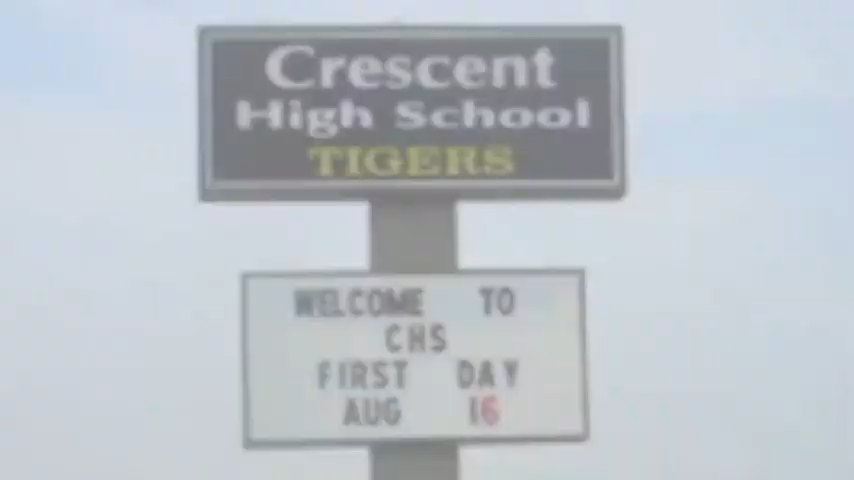 Crescent
High School
TIGERS
WELCOME TO
CHS
FIRST DAY
AUG 16